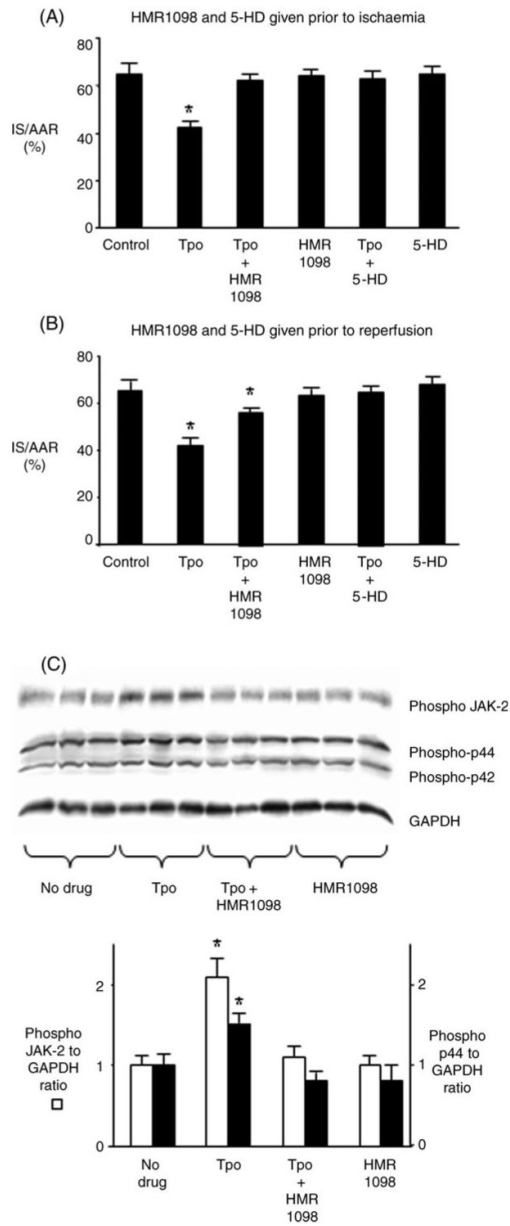 (A)
HMR1098 and 5-HD given prior to ischaemia
80
60
40
20
0
IS/AAR
(%)
*
Control
Tpo
Tpo
+
HMR
1098
HMR
1098
Tpo
+
5-HD
5-HD
(B)
HMR1098 and 5-HD given prior to reperfusion
80
60
40
20
0
IS/AAR
(%)
*
*
Control
Tpo
Tpo
+
HMR
1098
HMR
1098
Tpo
+
5-HD
5-HD
(C)
Phospho JAK-2
Phospho-p44
Phospho-p42
GAPDH
No drug
Tpo
Tpo +
HMR1098
HMR1098
2
1
0
Phospho
JAK-2 to
GAPDH
ratio
*
*
2
1
0
Phospho
p44 to
GAPDH
ratio
No
drug
Tpo
Tpo
+
HMR
1098
HMR
1098